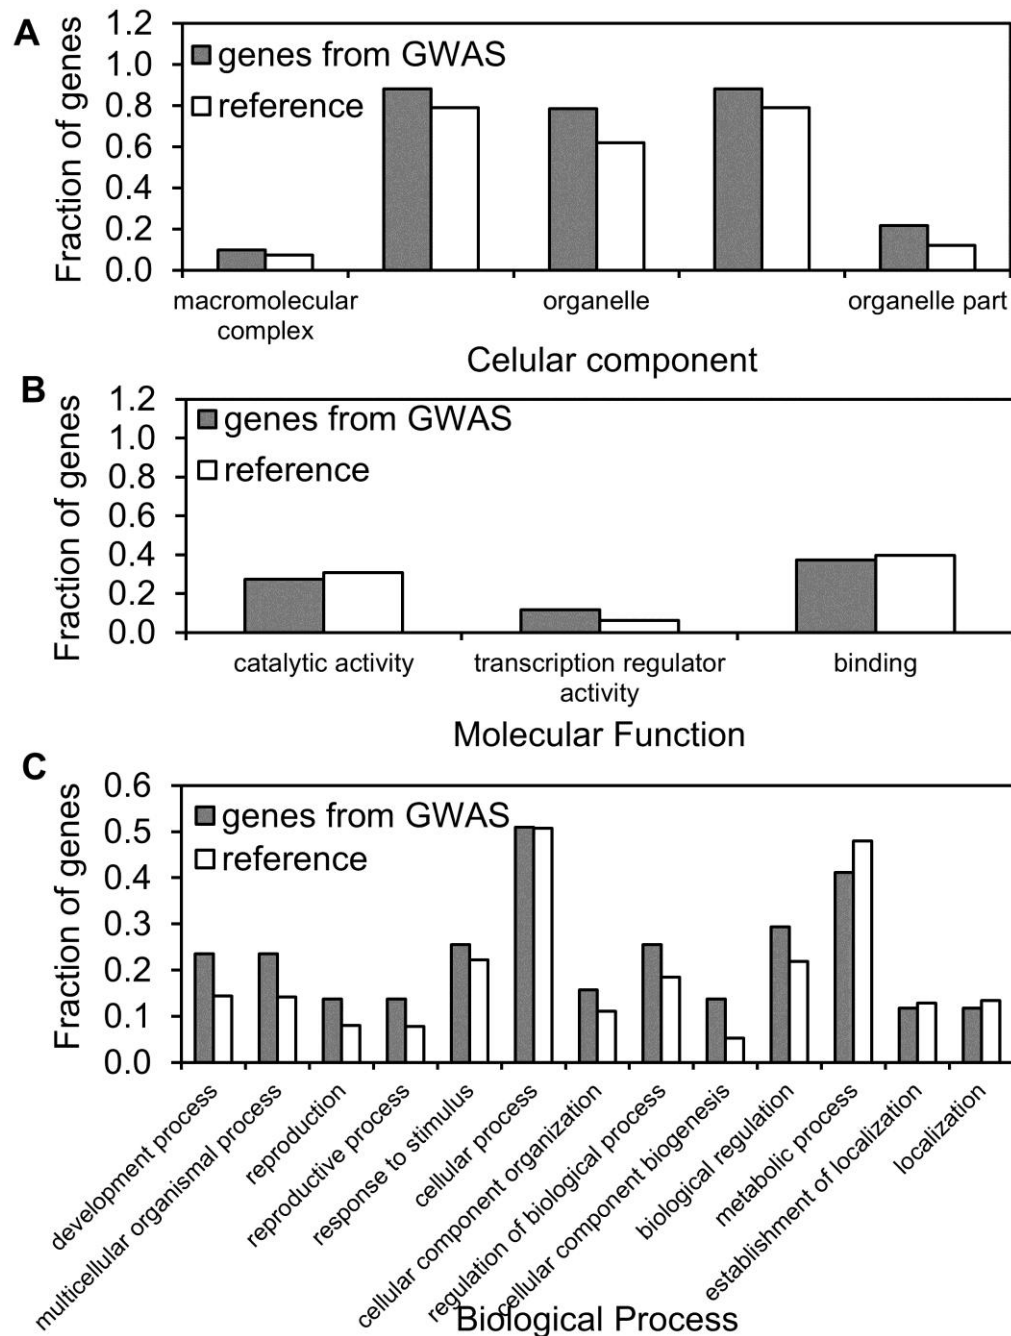 A
1.2
1.0
0.8
0.6
0.4
0.2
0.0
Fraction of genes
genes from GWAS
reference
macromolecular
complex
organelle
organelle part
Celular component
B
1.2
1.0
0.8
0.6
0.4
0.2
0.0
Fraction of genes
genes from GWAS
reference
catalytic activity
transcription regulator
activity
binding
Molecular Function
C
0.6
0.5
0.4
0.3
0.2
0.1
0.0
Fraction of genes
genes from GWAS
reference
development process
multicellular organismal process
reproduction
reproductive process
response to stimulus
cellular process
cellular component organization
regulation of biological process
cellular component biogenesis
biological regulation
metabolic process
establishment of localization
localization
Biological Process